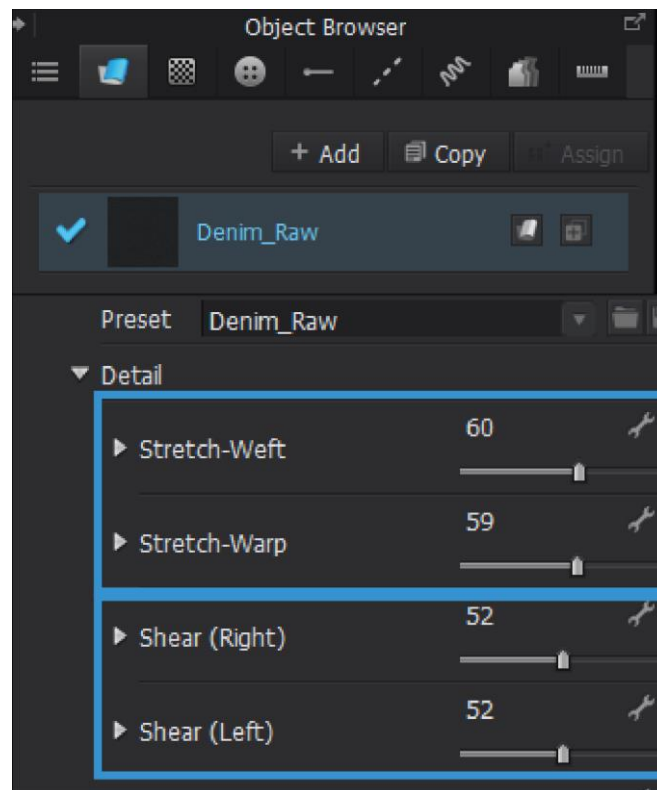 Object Browser
+ Add Copy Assign
Denim_Raw
Preset Denim_Raw
Detail
Stretch-Weft 60
Stretch-Warp 59
Shear (Right) 52
Shear (Left) 52